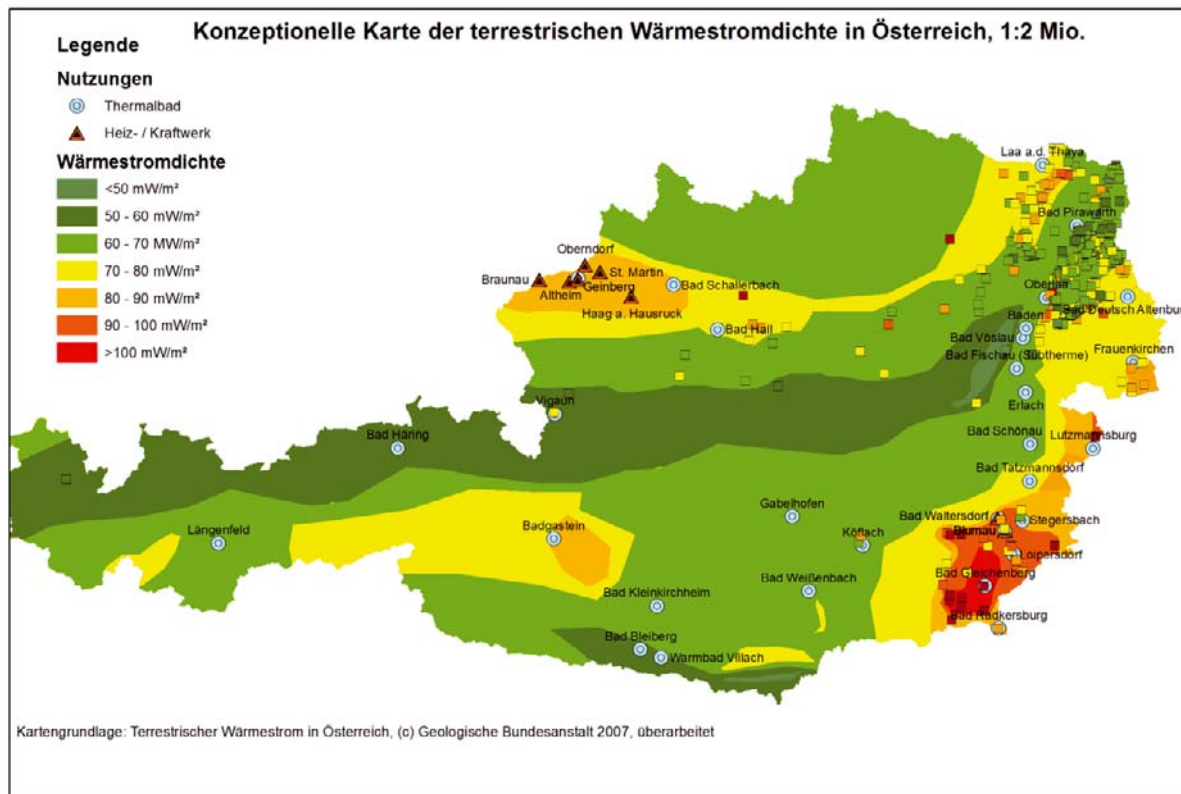 Konzeptionelle Karte der terrestrischen Wärmestromdichte in Österreich, 1:2 Mio.
Legende
Nutzungen
Thermalbad
Heiz- / Kraftwerk
Wärmestromdichte
<50 mW/m²
50 - 60 mW/m²
60 - 70 MW/m²
70 - 80 mW/m²
80 - 90 mW/m²
90 - 100 mW/m²
>100 mW/m²
Laa a.d. Thaya
Bad Pirawarth
Oberndorf
Braunau
St. Martin
Altheim
Geinberg
Bad Schallerbach
Haag a. Hausruck
Oberlaa
Bad Deutsch Altenburg
Bad Hall
Baden
Bad Vöslau
Bad Fischau (Subtherme)
Frauenkirchen
Erlach
Vigaun
Bad Häring
Bad Schönau
Lutzmannsburg
Bad Tatzmannsdorf
Längenfeld
Badgastein
Gabelhofen
Köflach
Bad Waltersdorf
Stegersbach
Blumau
Loipersdorf
Bad Gleichenberg
Bad Weißenbach
Bad Kleinkirchheim
Bad Radkersburg
Bad Bleiberg
Warmbad Villach
Kartengrundlage: Terrestrischer Wärmestrom in Österreich, (c) Geologische Bundesanstalt 2007, überarbeitet